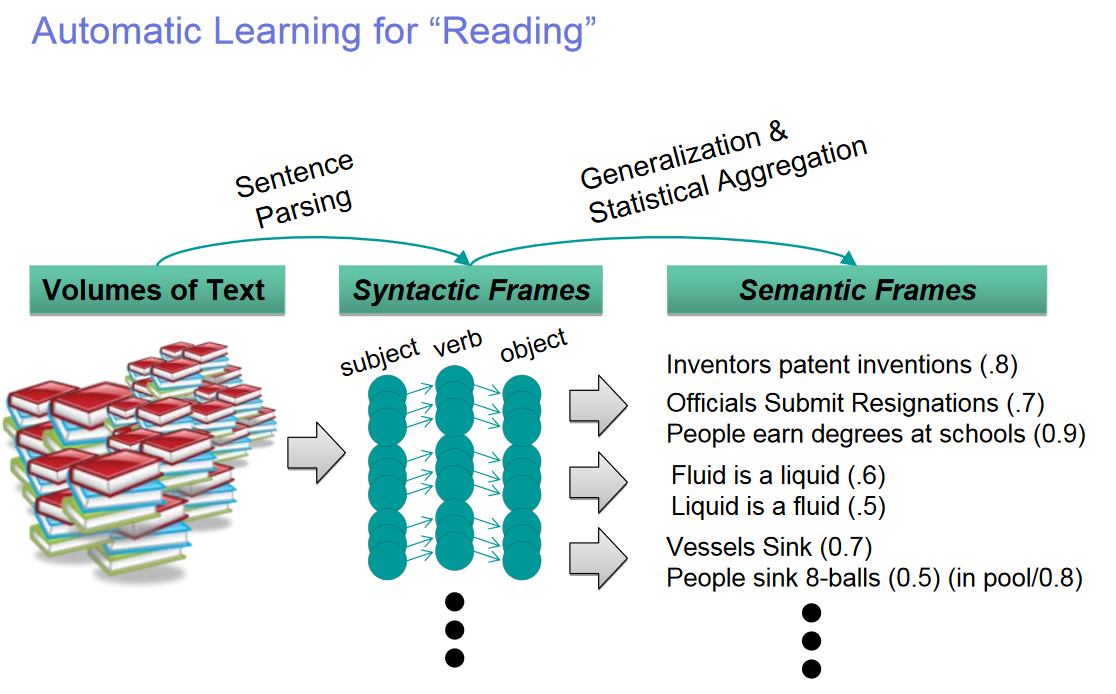 Automatic Learning for “Reading”
Sentence
Parsing
Generalization &
Statistical Aggregation
Volumes of Text
Syntactic Frames
Semantic Frames
subject
verb
object
Inventors patent inventions (.8)
Officials Submit Resignations (.7)
People earn degrees at schools (0.9)
Fluid is a liquid (.6)
Liquid is a fluid (.5)
Vessels Sink (0.7)
People sink 8-balls (0.5) (in pool/0.8)